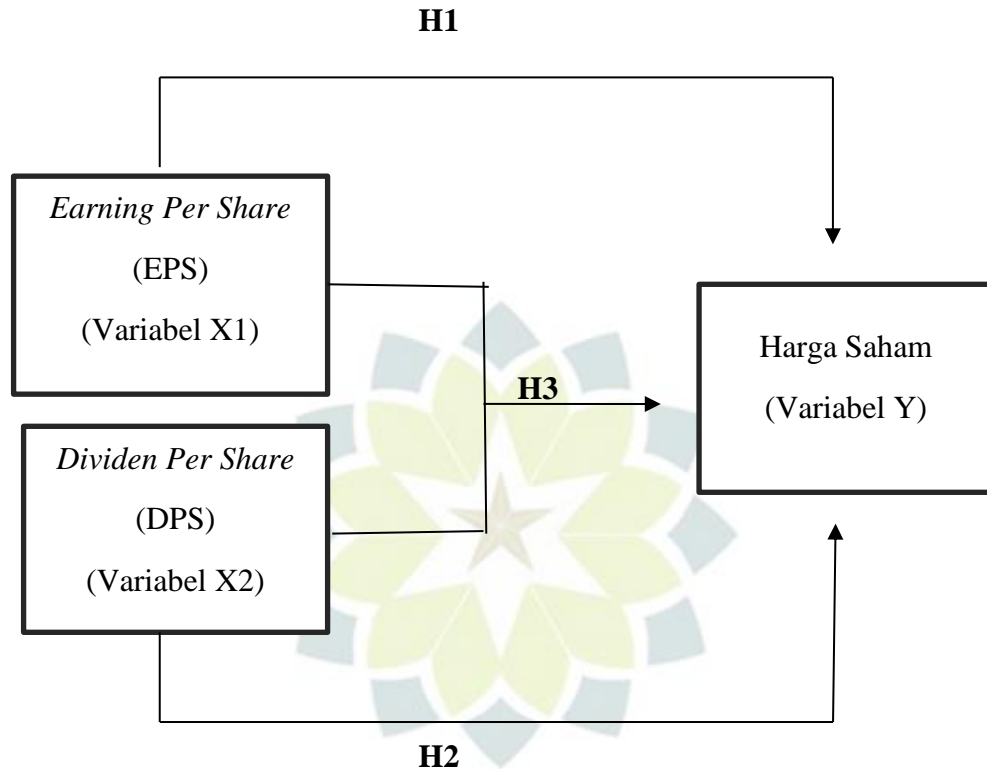 H1
Earning Per Share
(EPS)
(Variabel X1)
Harga Saham
(Variabel Y)
H3
Dividen Per Share
(DPS)
(Variabel X2)
H2